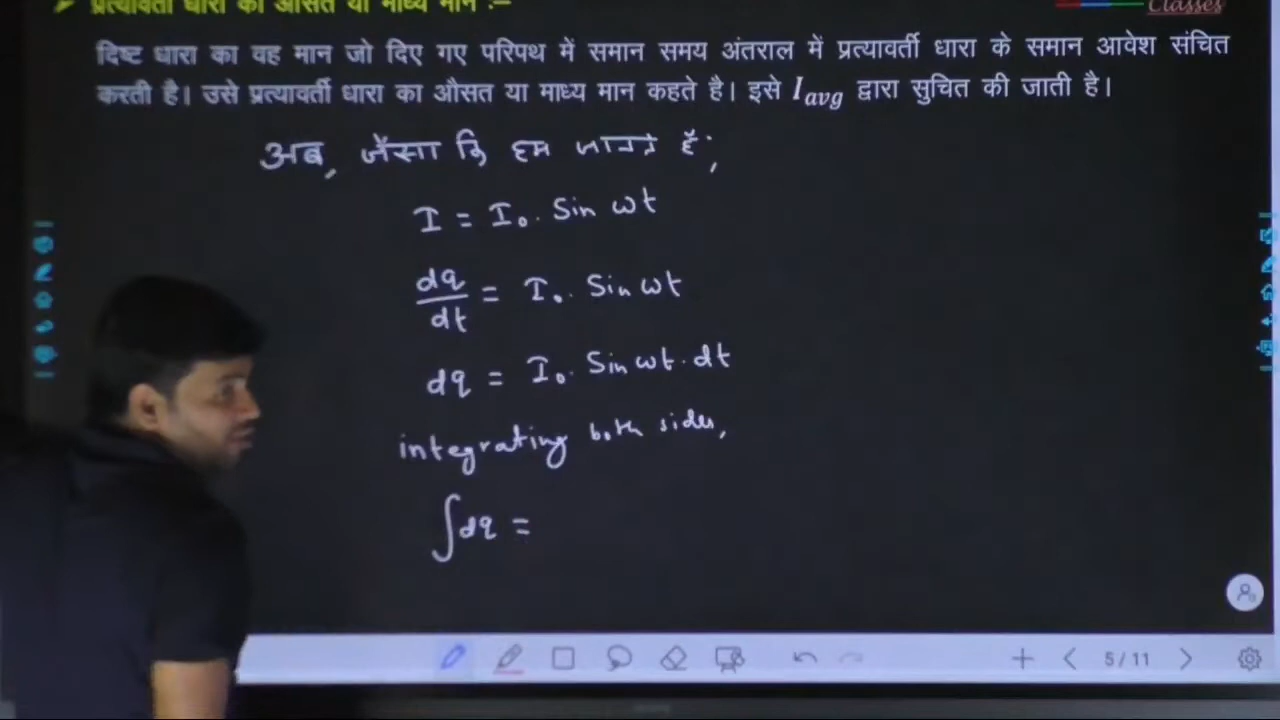 प्रत्यावर्ती धारा का औसत या माध्य मान :–
Classes
दिष्ट धारा का वह मान जो दिए गए परिपथ में समान समय अंतराल में प्रत्यावर्ती धारा के समान आवेश संचित
करती है। उसे प्रत्यावर्ती धारा का औसत या माध्य मान कहते है। इसे I_avg द्वारा सुचित की जाती है।
अब, जैसा कि हम जानते हैं;
I = I₀. Sin ωt
dq/dt = I₀. Sin ωt
dq = I₀. Sin ωt. dt
integrating both sides,
∫dq =
5 / 11